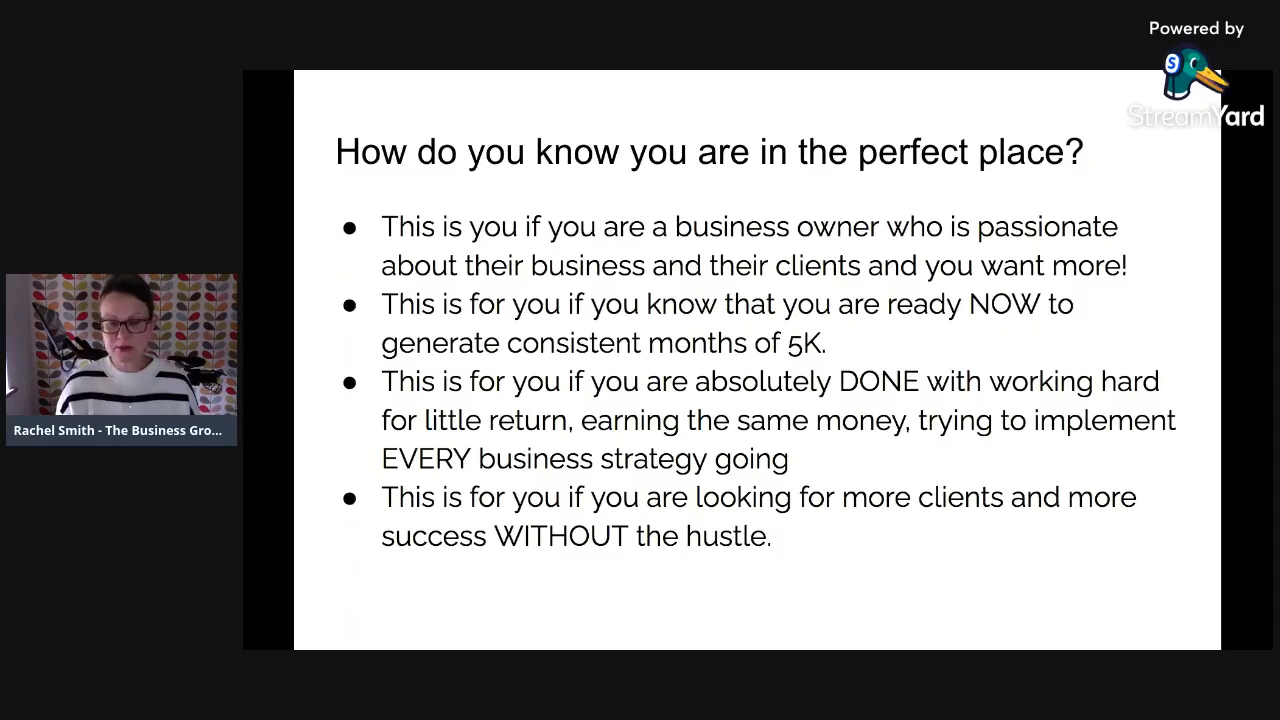 Powered by
StreamYard
How do you know you are in the perfect place?
● This is you if you are a business owner who is passionate
about their business and their clients and you want more!
● This is for you if you know that you are ready NOW to
generate consistent months of 5K.
● This is for you if you are absolutely DONE with working hard
for little return, earning the same money, trying to implement
EVERY business strategy going
● This is for you if you are looking for more clients and more
success WITHOUT the hustle.
Rachel Smith - The Business Gro...